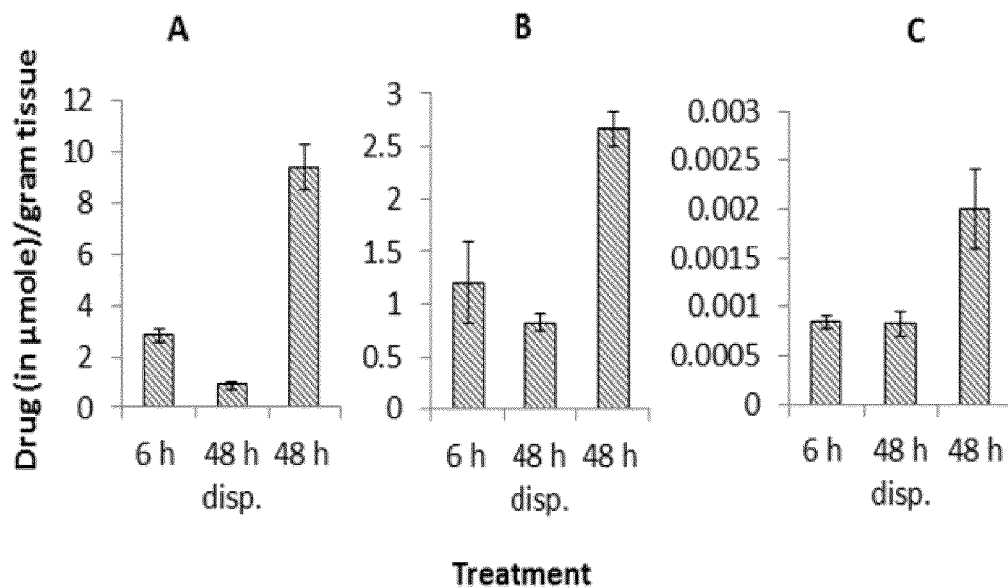 A
B
C
Drug (in µmole)/gram tissue
12
10
8
6
4
2
0
6 h 48 h 48 h
disp.
3
2.5
2
1.5
1
0.5
0
6 h 48 h 48 h
disp.
0.003
0.0025
0.002
0.0015
0.001
0.0005
0
6 h 48 h 48 h
disp.
Treatment